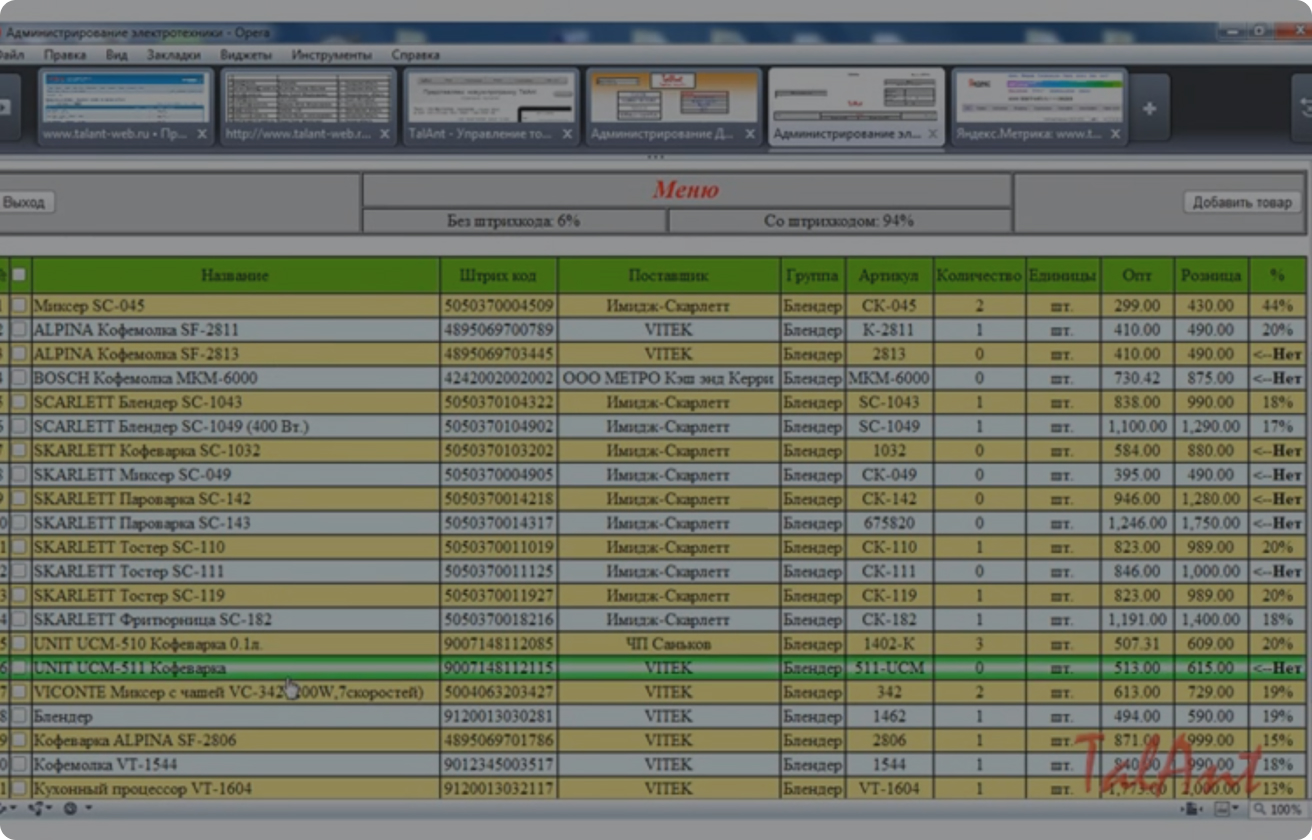 Администрирование электротехники - Opera
Файл Правка Вид Закладки Виджеты Инструменты Справка
www.talant-web.ru • Пр... http://www.talant-web.r... TalAnt - Управление то... Администрирование Д... Администрирование эл... Яндекс.Метрика: www.t...
Выход Меню Добавить товар
Без штрихкода: 6% Со штрихкодом: 94%
Название Штрих код Поставщик Группа Артикул Количество Единицы Опт Розница %
Миксер SC-045 5050370004509 Имидж-Скарлетт Блендер СК-045 2 шт. 299.00 430.00 44%
ALPINA Кофемолка SF-2811 4895069700789 VITEK Блендер К-2811 1 шт. 410.00 490.00 20%
ALPINA Кофемолка SF-2813 4895069703445 VITEK Блендер 2813 0 шт. 410.00 490.00 <--Нет
BOSCH Кофемолка МКМ-6000 4242002002002 ООО МЕТРО Кэш энд Керри Блендер МКМ-6000 0 шт. 730.42 875.00 <--Нет
SCARLETT Блендер SC-1043 5050370104322 Имидж-Скарлетт Блендер SC-1043 1 шт. 838.00 990.00 18%
SCARLETT Блендер SC-1049 (400 Вт.) 5050370104902 Имидж-Скарлетт Блендер SC-1049 1 шт. 1,100.00 1,290.00 17%
SKARLETT Кофеварка SC-1032 5050370103202 Имидж-Скарлетт Блендер 1032 0 шт. 584.00 880.00 <--Нет
SKARLETT Миксер SC-049 5050370004905 Имидж-Скарлетт Блендер СК-049 0 шт. 395.00 490.00 <--Нет
SKARLETT Пароварка SC-142 5050370014218 Имидж-Скарлетт Блендер СК-142 0 шт. 946.00 1,280.00 <--Нет
SKARLETT Пароварка SC-143 5050370014317 Имидж-Скарлетт Блендер 675820 0 шт. 1,246.00 1,750.00 <--Нет
SKARLETT Тостер SC-110 5050370011019 Имидж-Скарлетт Блендер СК-110 1 шт. 823.00 989.00 20%
SKARLETT Тостер SC-111 5050370011125 Имидж-Скарлетт Блендер СК-111 0 шт. 846.00 1,000.00 <--Нет
SKARLETT Тостер SC-119 5050370011927 Имидж-Скарлетт Блендер СК-119 1 шт. 823.00 989.00 20%
SKARLETT Фритюрница SC-182 5050370018216 Имидж-Скарлетт Блендер СК-182 1 шт. 1,191.00 1,400.00 18%
UNIT UCM-510 Кофеварка 0.1л. 9007148112085 ЧП Саньков Блендер 1402-К 3 шт. 507.31 609.00 20%
UNIT UCM-511 Кофеварка 9007148112115 VITEK Блендер 511-UCM 0 шт. 513.00 615.00 <--Нет
VICONTE Миксер с чашей VC-342 200W,7скоростей) 5004063203427 VITEK Блендер 342 2 шт. 613.00 729.00 19%
Блендер 9120013030281 VITEK Блендер 1462 1 шт. 494.00 590.00 19%
Кофеварка ALPINA SF-2806 4895069701786 VITEK Блендер 2806 1 шт. 871.00 999.00 15%
Кофемолка VT-1544 9012345003517 VITEK Блендер 1544 1 шт. 840.00 990.00 18%
Кухонный процессор VT-1604 9120013032117 VITEK Блендер VT-1604 1 шт. 1,773.00 2,000.00 13%
TalAnt
100%